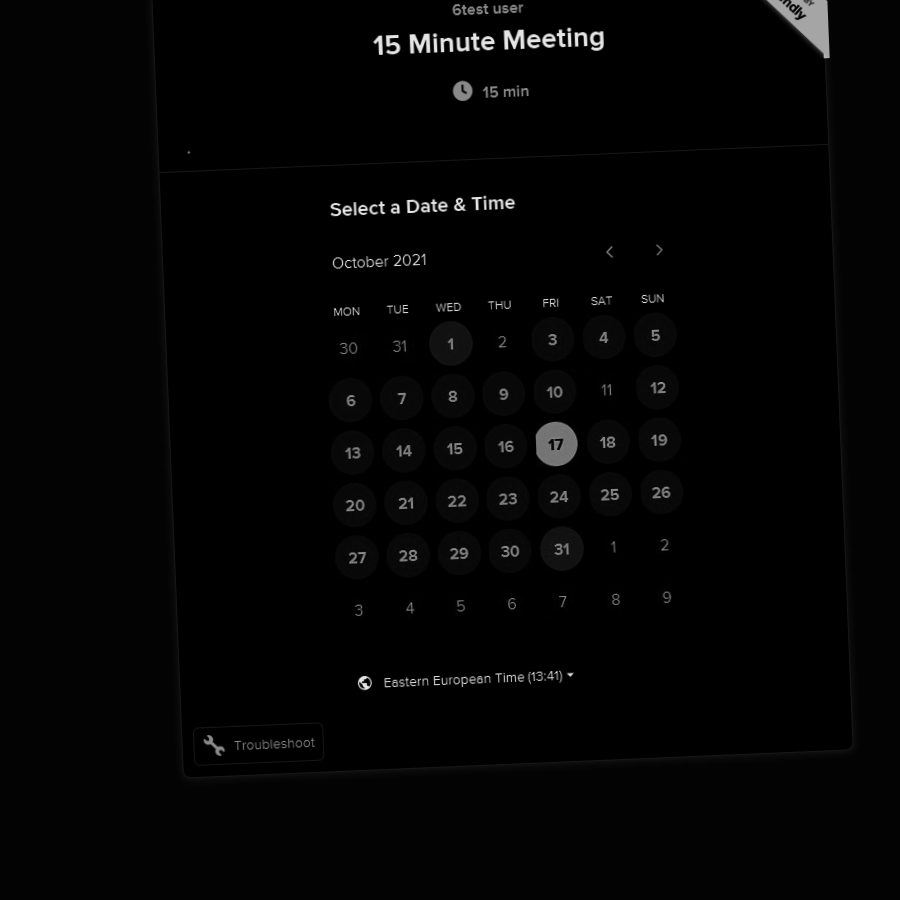 6test user
15 Minute Meeting
15 min
Select a Date & Time
October 2021
MON TUE WED THU FRI SAT SUN
30 31 1 2 3 4 5
6 7 8 9 10 11 12
13 14 15 16 17 18 19
20 21 22 23 24 25 26
27 28 29 30 31 1 2
3 4 5 6 7 8 9
Eastern European Time (13:41)
Troubleshoot